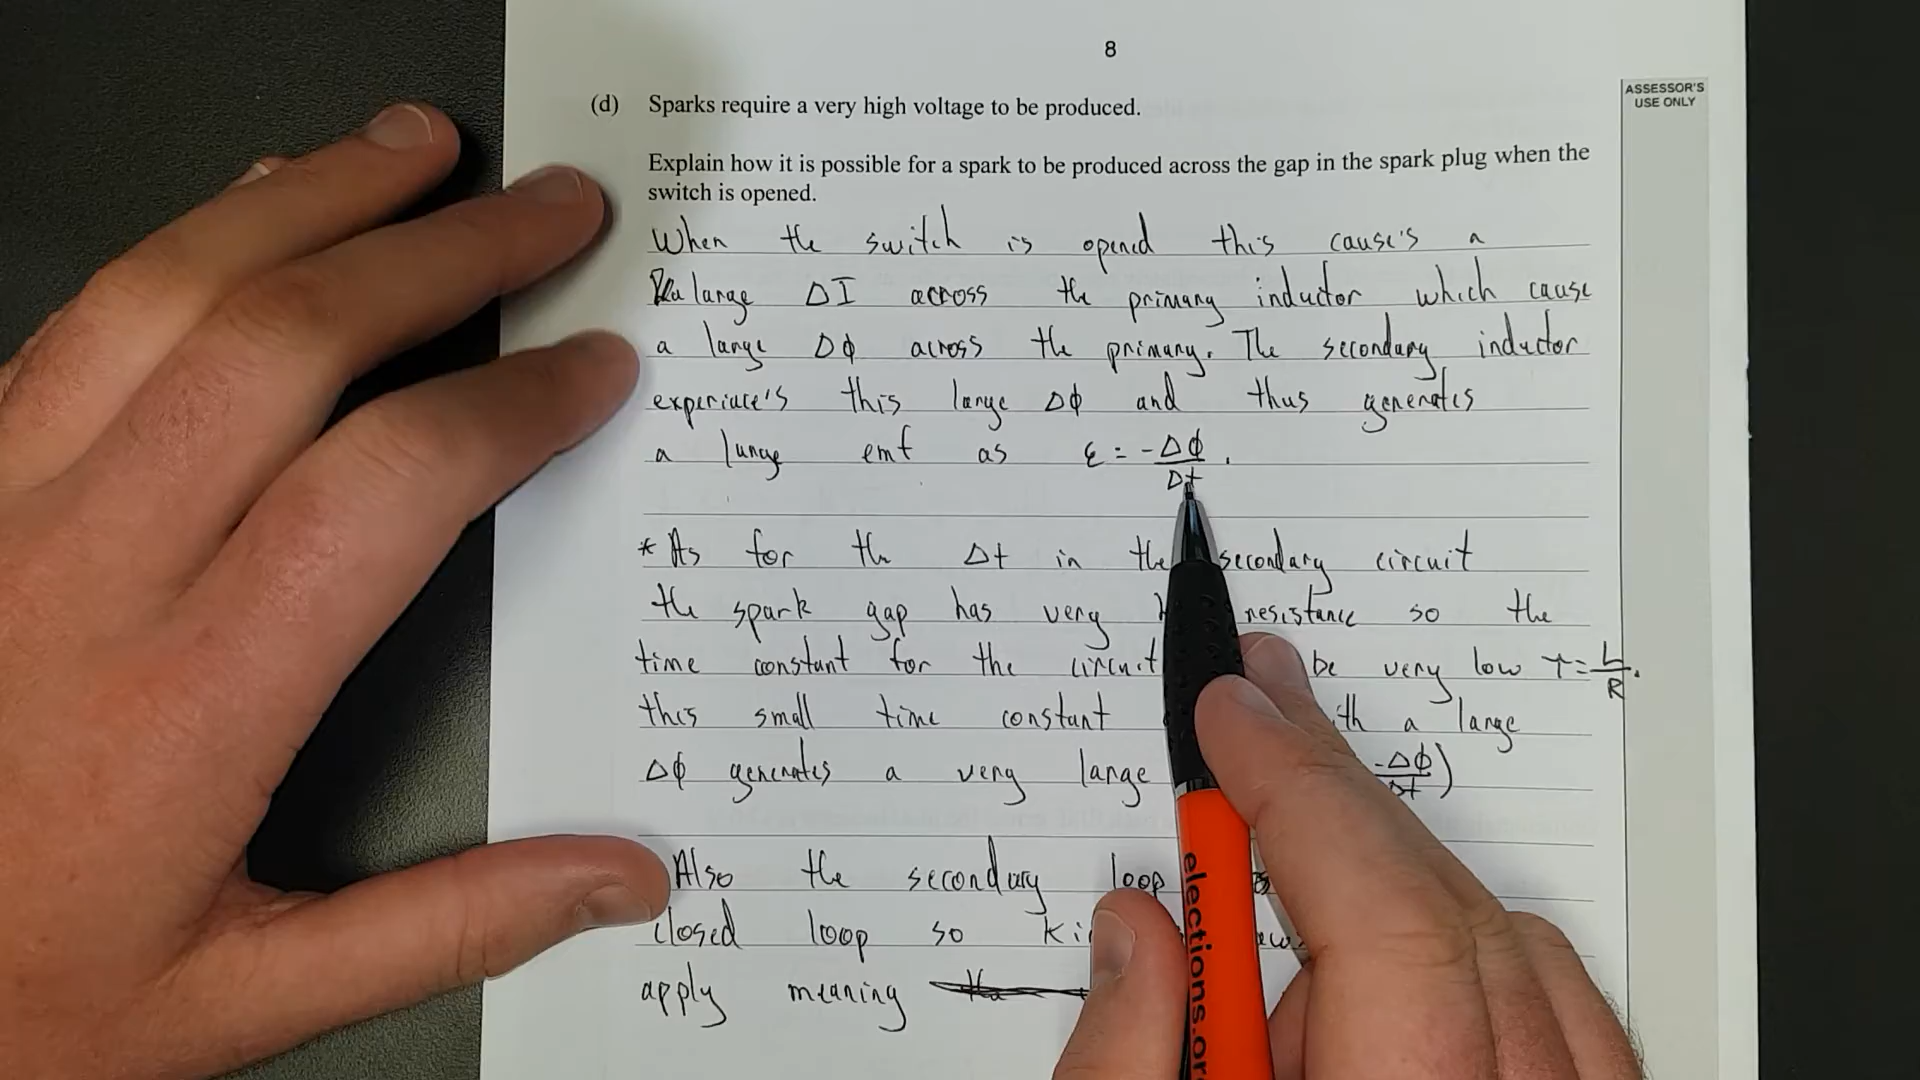 8
ASSESSOR'S
USE ONLY
(d) Sparks require a very high voltage to be produced.
Explain how it is possible for a spark to be produced across the gap in the spark plug when the
switch is opened.
When the switch is opened this cause's a
large ΔI across the primary inductor which cause
a large Δϕ across the primary. The secondary inductor
experiace's this large Δϕ and thus generates
a large emf as ε = -Δϕ/Δt .
* As for the Δt in the secondary circuit
the spark gap has very resistance so the
time constant for the circuit be very low τ = L/R.
this small time constant a large
Δϕ generates a very large -Δϕ/Δt)
Also the secondary loop
closed loop so
apply meaning
elections.or